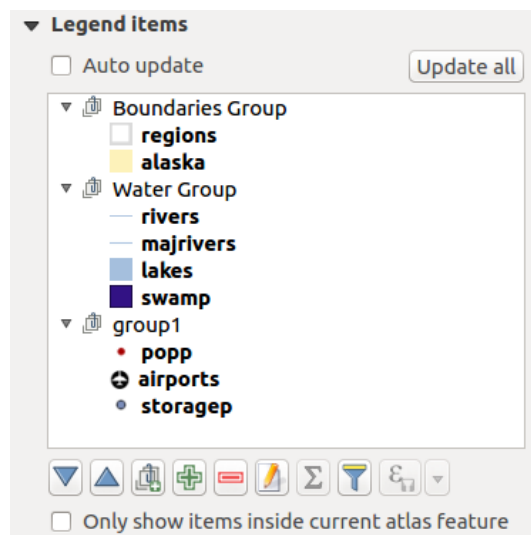 Legend items
Auto update
Update all
Boundaries Group
regions
alaska
Water Group
rivers
majrivers
lakes
swamp
group1
popp
airports
storagep
Σ
ε
Only show items inside current atlas feature